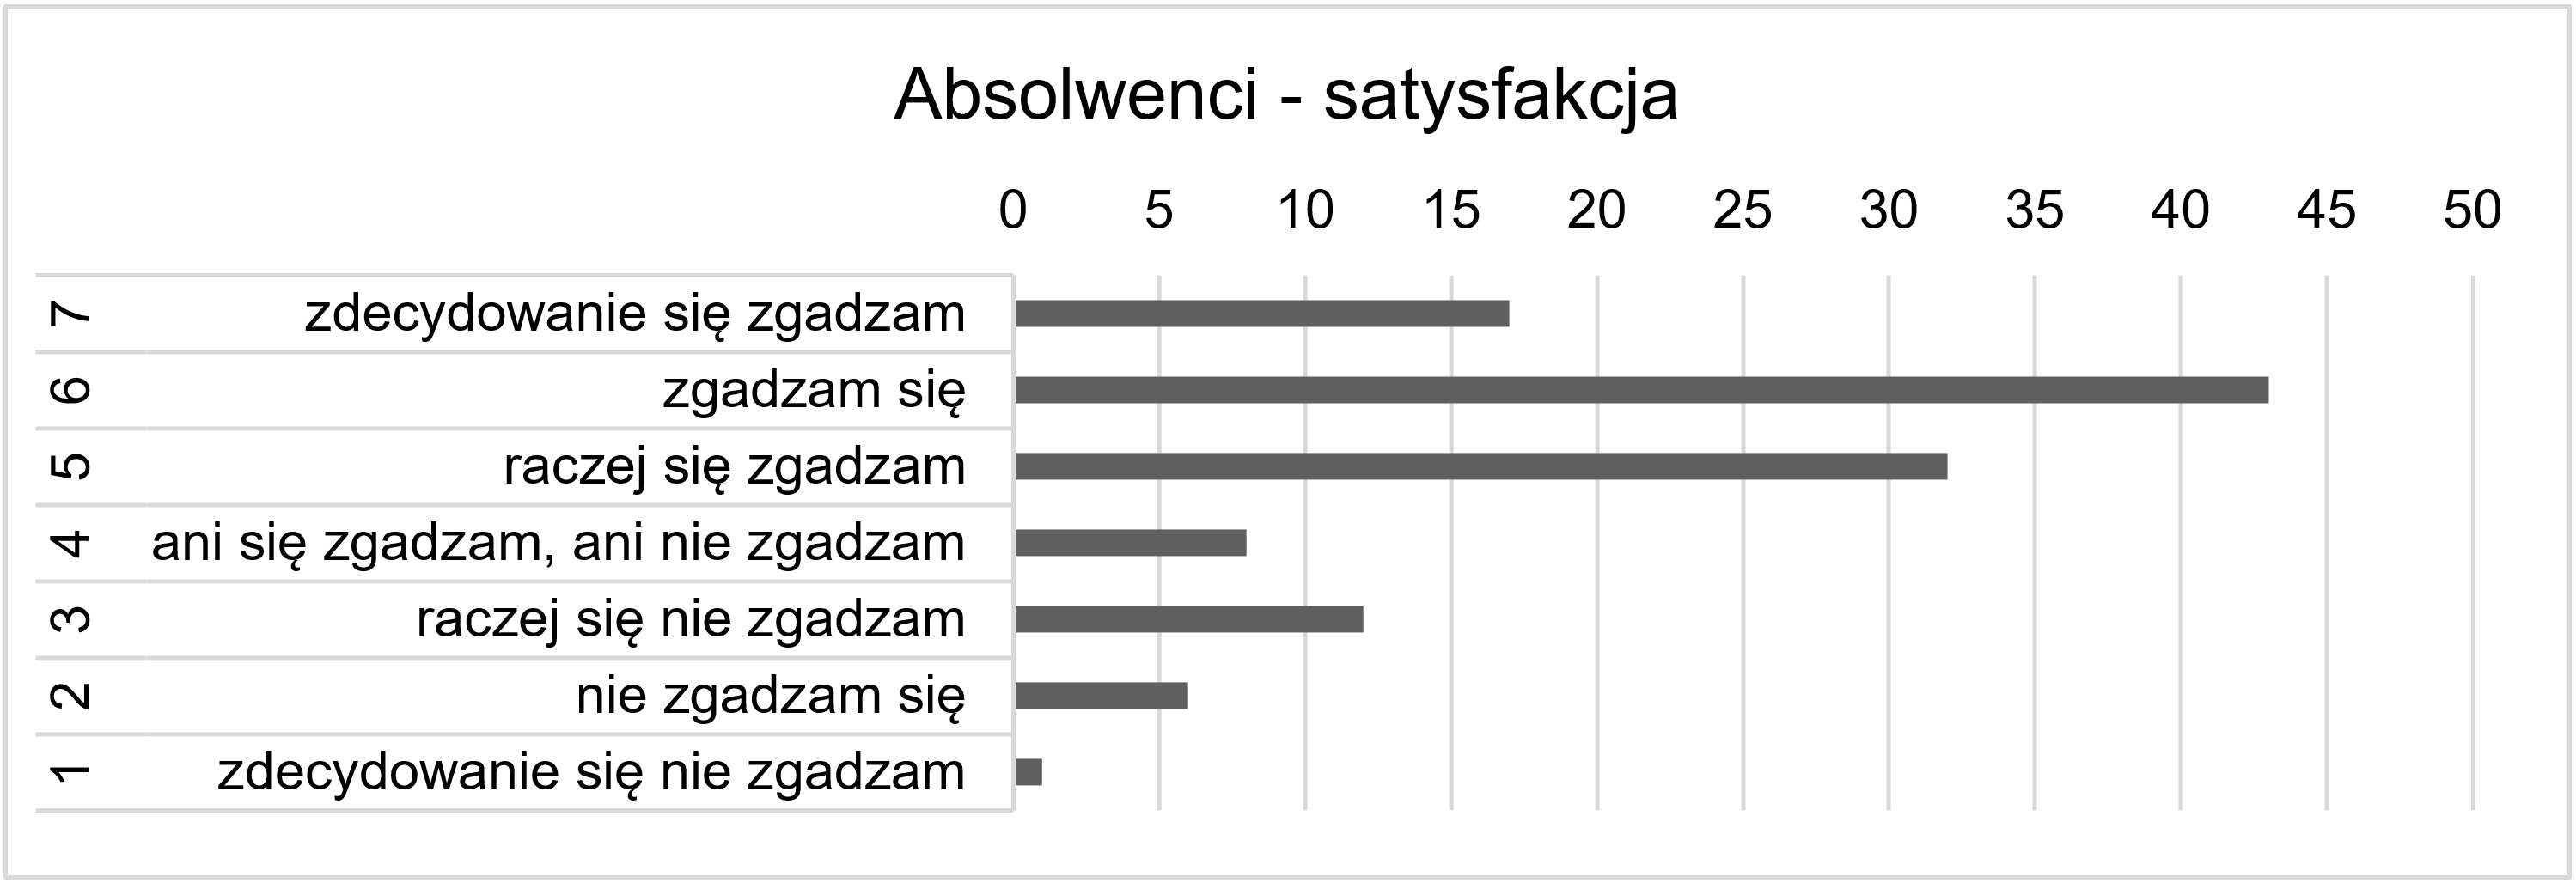 Absolwenci - satysfakcja
0 5 10 15 20 25 30 35 40 45 50
7 zdecydowanie się zgadzam
6 zgadzam się
5 raczej się zgadzam
4 ani się zgadzam, ani nie zgadzam
3 raczej się nie zgadzam
2 nie zgadzam się
1 zdecydowanie się nie zgadzam